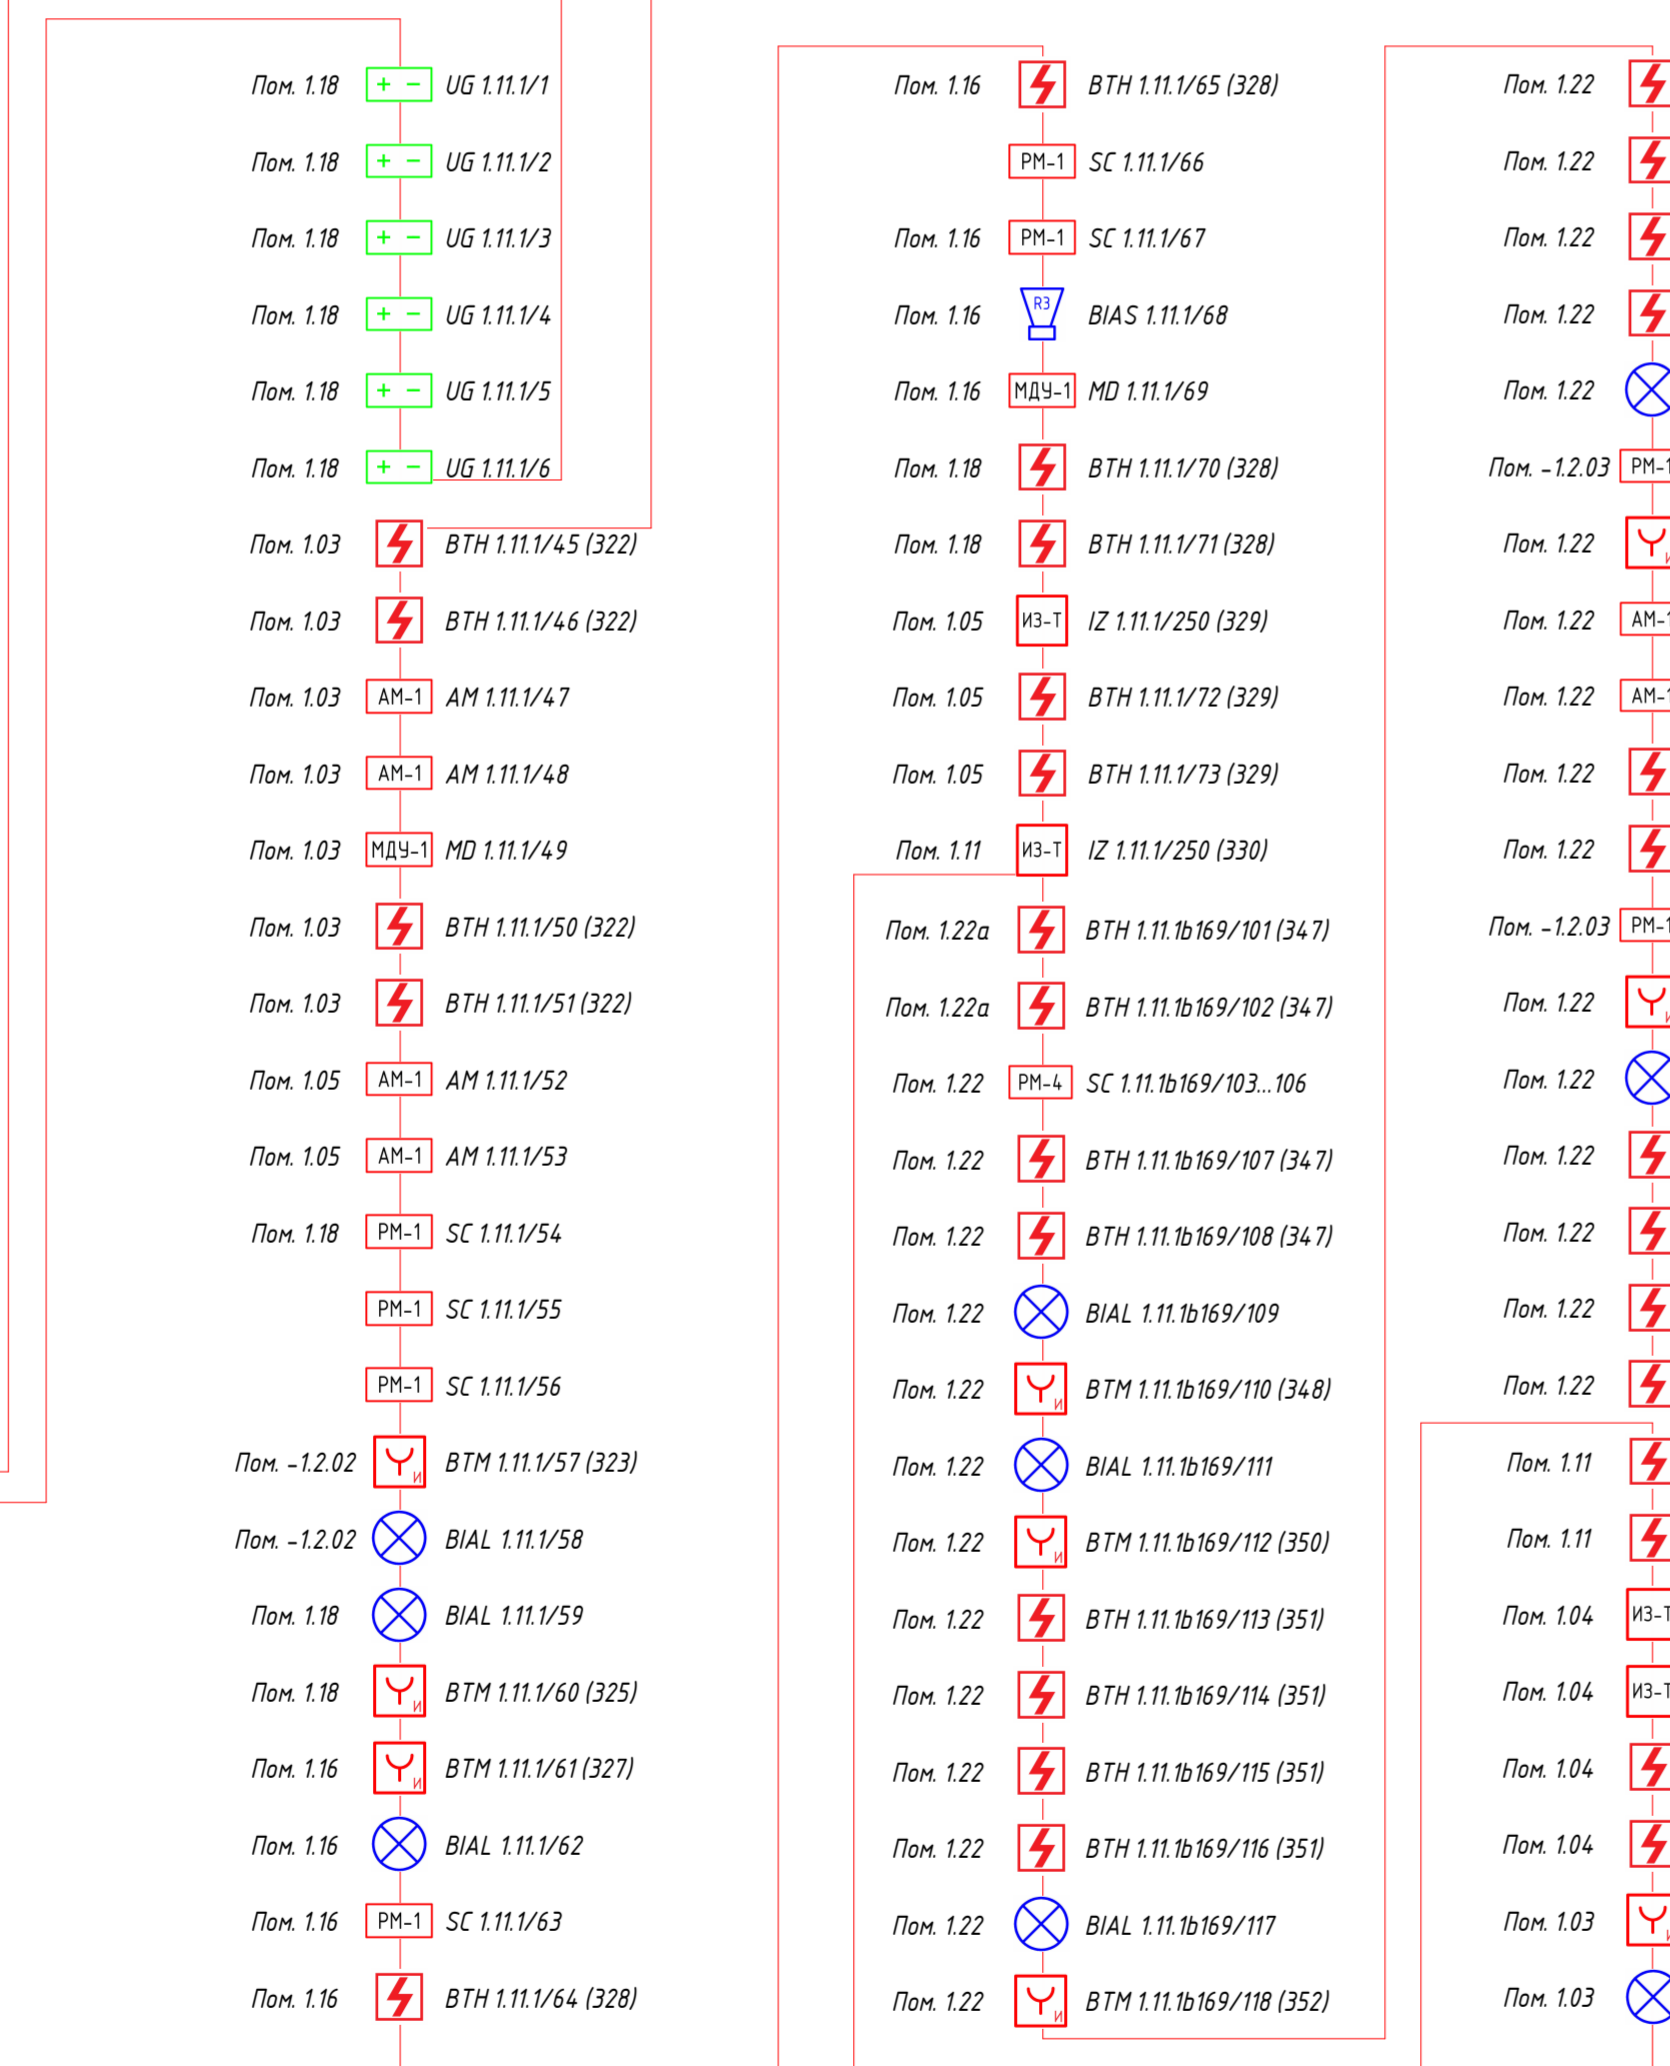 Пом. 1.18 + − UG 1.11.1/1
Пом. 1.18 + − UG 1.11.1/2
Пом. 1.18 + − UG 1.11.1/3
Пом. 1.18 + − UG 1.11.1/4
Пом. 1.18 + − UG 1.11.1/5
Пом. 1.18 + − UG 1.11.1/6
Пом. 1.03 BTH 1.11.1/45 (322)
Пом. 1.03 BTH 1.11.1/46 (322)
Пом. 1.03 АМ-1 AM 1.11.1/47
Пом. 1.03 АМ-1 AM 1.11.1/48
Пом. 1.03 МДУ-1 MD 1.11.1/49
Пом. 1.03 BTH 1.11.1/50 (322)
Пом. 1.03 BTH 1.11.1/51 (322)
Пом. 1.05 АМ-1 AM 1.11.1/52
Пом. 1.05 АМ-1 AM 1.11.1/53
Пом. 1.18 РМ-1 SC 1.11.1/54
РМ-1 SC 1.11.1/55
РМ-1 SC 1.11.1/56
Пом. -1.2.02 И BTM 1.11.1/57 (323)
Пом. -1.2.02 BIAL 1.11.1/58
Пом. 1.18 BIAL 1.11.1/59
Пом. 1.18 И BTM 1.11.1/60 (325)
Пом. 1.16 И BTM 1.11.1/61 (327)
Пом. 1.16 BIAL 1.11.1/62
Пом. 1.16 РМ-1 SC 1.11.1/63
Пом. 1.16 BTH 1.11.1/64 (328)
Пом. 1.16 BTH 1.11.1/65 (328)
РМ-1 SC 1.11.1/66
Пом. 1.16 РМ-1 SC 1.11.1/67
Пом. 1.16 R3 BIAS 1.11.1/68
Пом. 1.16 МДУ-1 MD 1.11.1/69
Пом. 1.18 BTH 1.11.1/70 (328)
Пом. 1.18 BTH 1.11.1/71 (328)
Пом. 1.05 ИЗ-Т IZ 1.11.1/250 (329)
Пом. 1.05 BTH 1.11.1/72 (329)
Пом. 1.05 BTH 1.11.1/73 (329)
Пом. 1.11 ИЗ-Т IZ 1.11.1/250 (330)
Пом. 1.22а BTH 1.11.1b169/101 (347)
Пом. 1.22а BTH 1.11.1b169/102 (347)
Пом. 1.22 РМ-4 SC 1.11.1b169/103...106
Пом. 1.22 BTH 1.11.1b169/107 (347)
Пом. 1.22 BTH 1.11.1b169/108 (347)
Пом. 1.22 BIAL 1.11.1b169/109
Пом. 1.22 И BTM 1.11.1b169/110 (348)
Пом. 1.22 BIAL 1.11.1b169/111
Пом. 1.22 И BTM 1.11.1b169/112 (350)
Пом. 1.22 BTH 1.11.1b169/113 (351)
Пом. 1.22 BTH 1.11.1b169/114 (351)
Пом. 1.22 BTH 1.11.1b169/115 (351)
Пом. 1.22 BTH 1.11.1b169/116 (351)
Пом. 1.22 BIAL 1.11.1b169/117
Пом. 1.22 И BTM 1.11.1b169/118 (352)
Пом. 1.22
Пом. 1.22
Пом. 1.22
Пом. 1.22
Пом. 1.22
Пом. -1.2.03 РМ-1
Пом. 1.22
Пом. 1.22 АМ-1
Пом. 1.22 АМ-1
Пом. 1.22
Пом. 1.22
Пом. -1.2.03 РМ-1
Пом. 1.22
Пом. 1.22
Пом. 1.22
Пом. 1.22
Пом. 1.22
Пом. 1.22
Пом. 1.11
Пом. 1.11
Пом. 1.04 ИЗ-Т
Пом. 1.04 ИЗ-Т
Пом. 1.04
Пом. 1.04
Пом. 1.03
Пом. 1.03